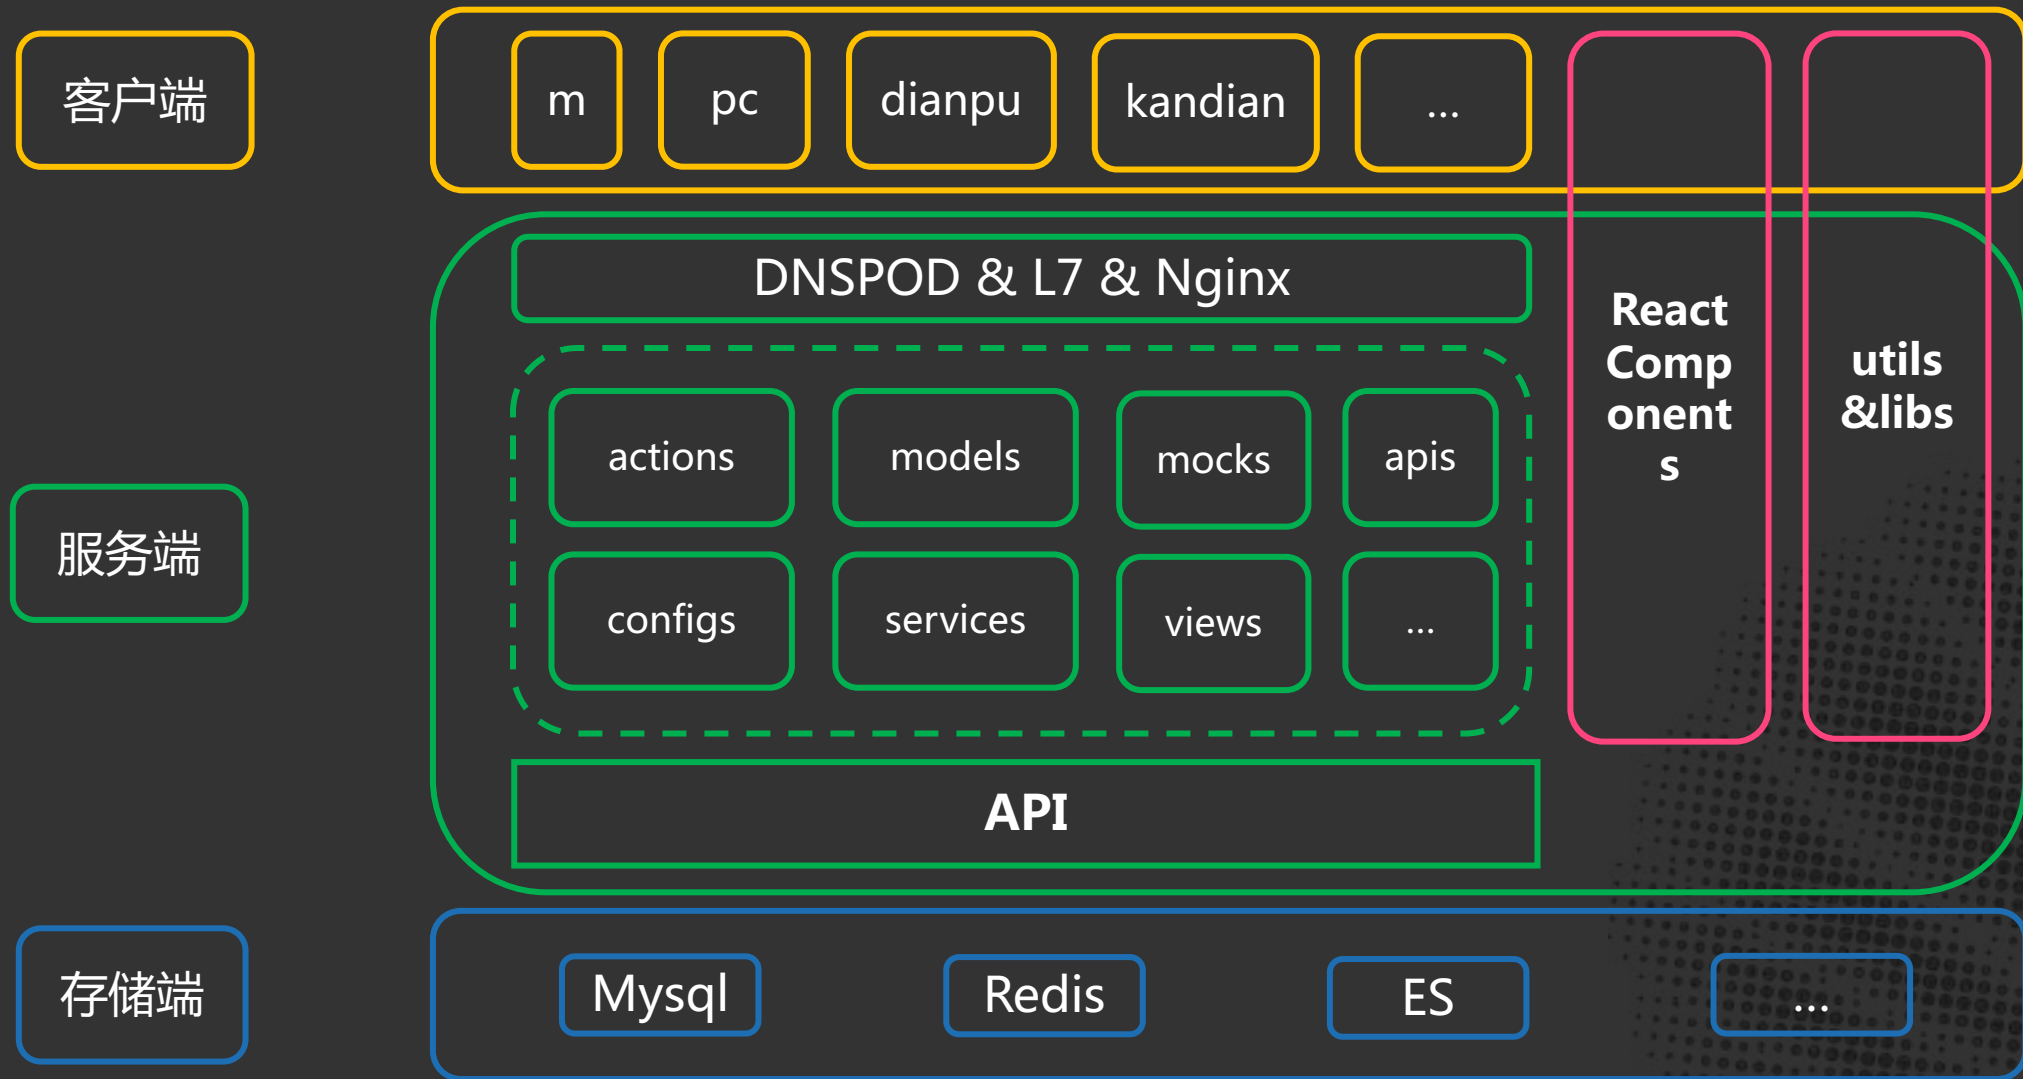 客户端
m
pc
dianpu
kandian
...
DNSPOD & L7 & Nginx
React
Comp
onent
s
utils
&libs
服务端
actions
models
mocks
apis
configs
services
views
...
API
存储端
Mysql
Redis
ES
...